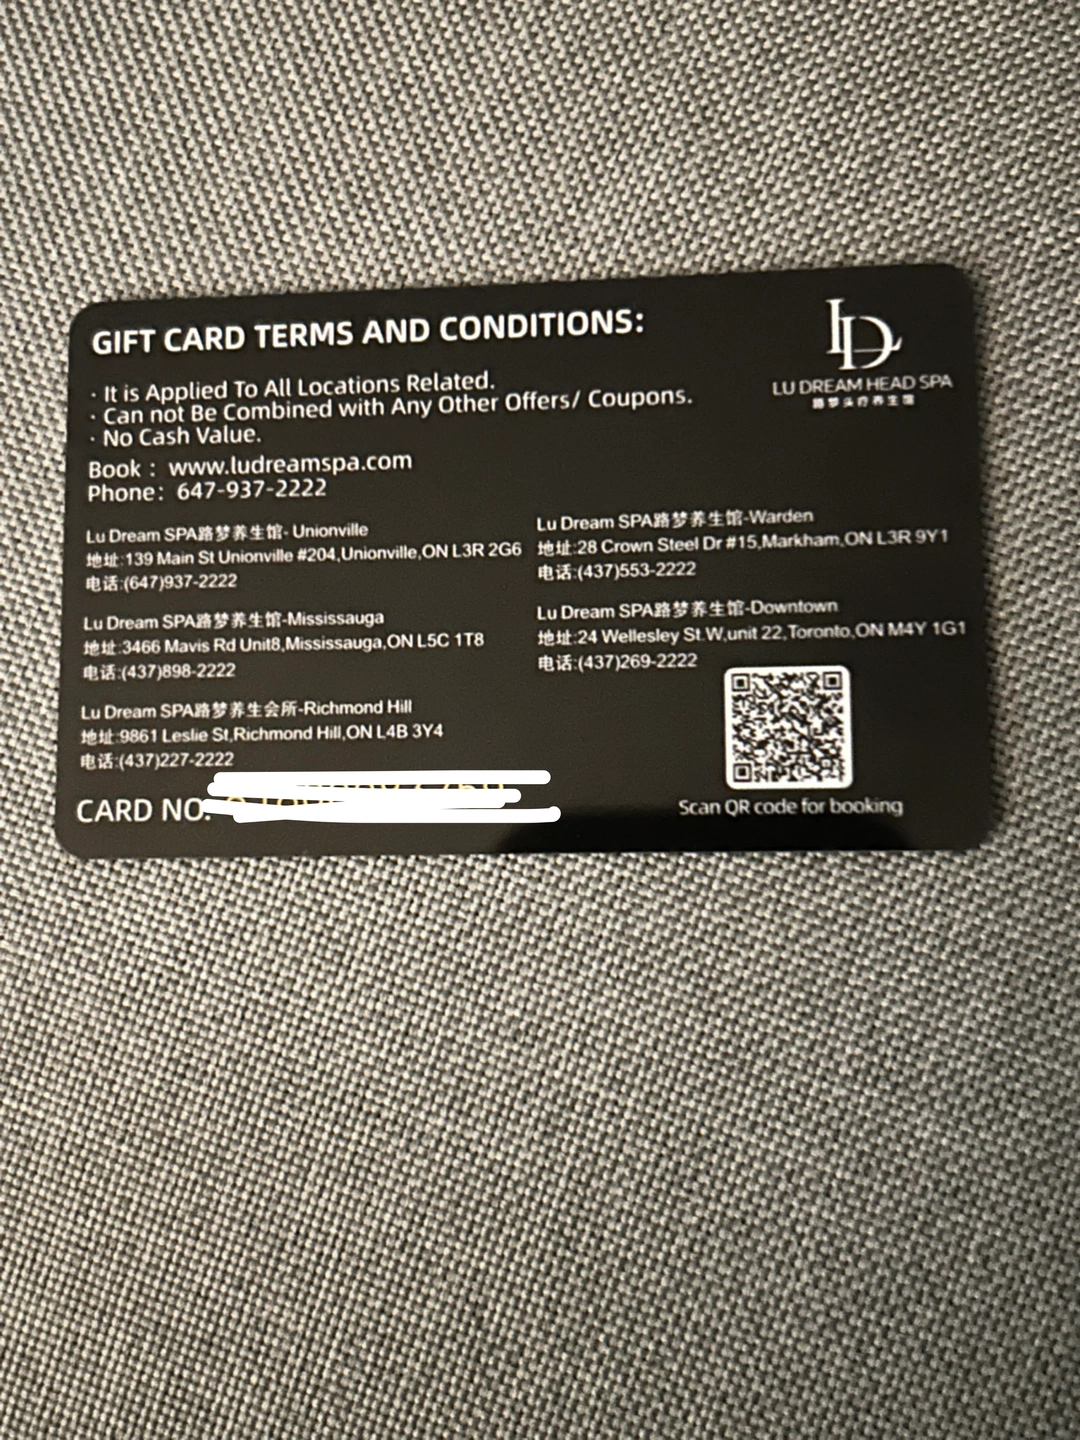 GIFT CARD TERMS AND CONDITIONS:
LD
LU DREAM HEAD SPA
路梦头疗养生馆
· It is Applied To All Locations Related.
· Can not Be Combined with Any Other Offers/ Coupons.
· No Cash Value.
Book : www.ludreamspa.com
Phone: 647-937-2222
Lu Dream SPA路梦养生馆- Unionville
地址:139 Main St Unionville #204,Unionville,ON L3R 2G6
电话:(647)937-2222
Lu Dream SPA路梦养生馆-Warden
地址:28 Crown Steel Dr #15,Markham,ON L3R 9Y1
电话:(437)553-2222
Lu Dream SPA路梦养生馆-Mississauga
地址:3466 Mavis Rd Unit8,Mississauga,ON L5C 1T8
电话:(437)898-2222
Lu Dream SPA路梦养生馆-Downtown
地址:24 Wellesley St.W,unit 22,Toronto,ON M4Y 1G1
电话:(437)269-2222
Lu Dream SPA路梦养生会所-Richmond Hill
地址:9861 Leslie St,Richmond Hill,ON L4B 3Y4
电话:(437)227-2222
CARD NO:
Scan QR code for booking